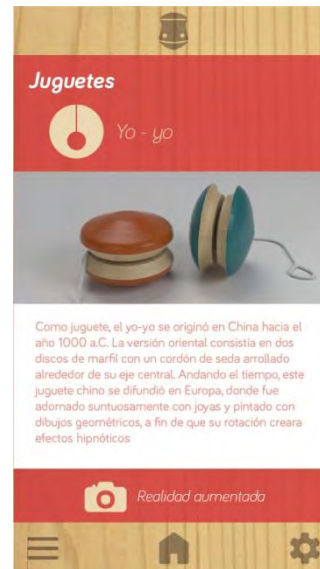 Juguetes
Yo - yo
Como juguete, el yo-yo se originó en China hacia el
año 1000 a.C. La versión oriental consistía en dos
discos de marfil con un cordón de seda arrollado
alrededor de su eje central. Andando el tiempo, este
juguete chino se difundió en Europa, donde fue
adornado suntuosamente con joyas y pintado con
dibujos geométricos, a fin de que su rotación creara
efectos hipnóticos
Realidad aumentada